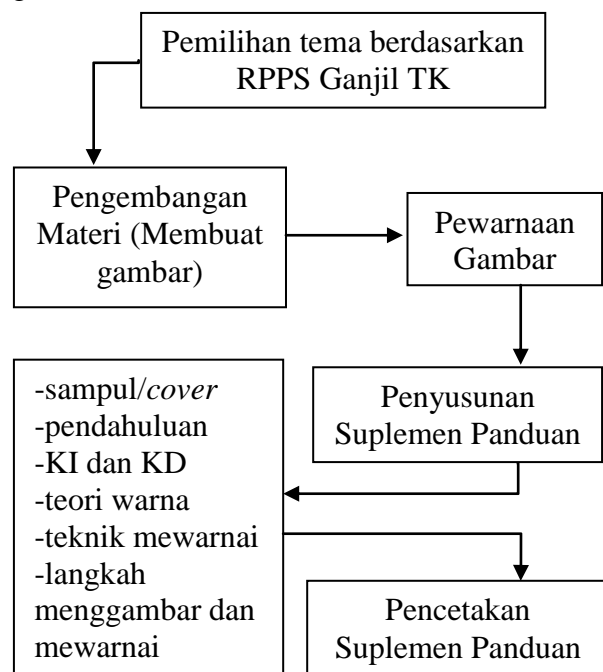 Pemilihan tema berdasarkan
RPPS Ganjil TK
Pengembangan
Materi (Membuat
gambar)
Pewarnaan
Gambar
Penyusunan
Suplemen Panduan
-sampul/cover
-pendahuluan
-KI dan KD
-teori warna
-teknik mewarnai
-langkah
menggambar dan
mewarnai
Pencetakan
Suplemen Panduan